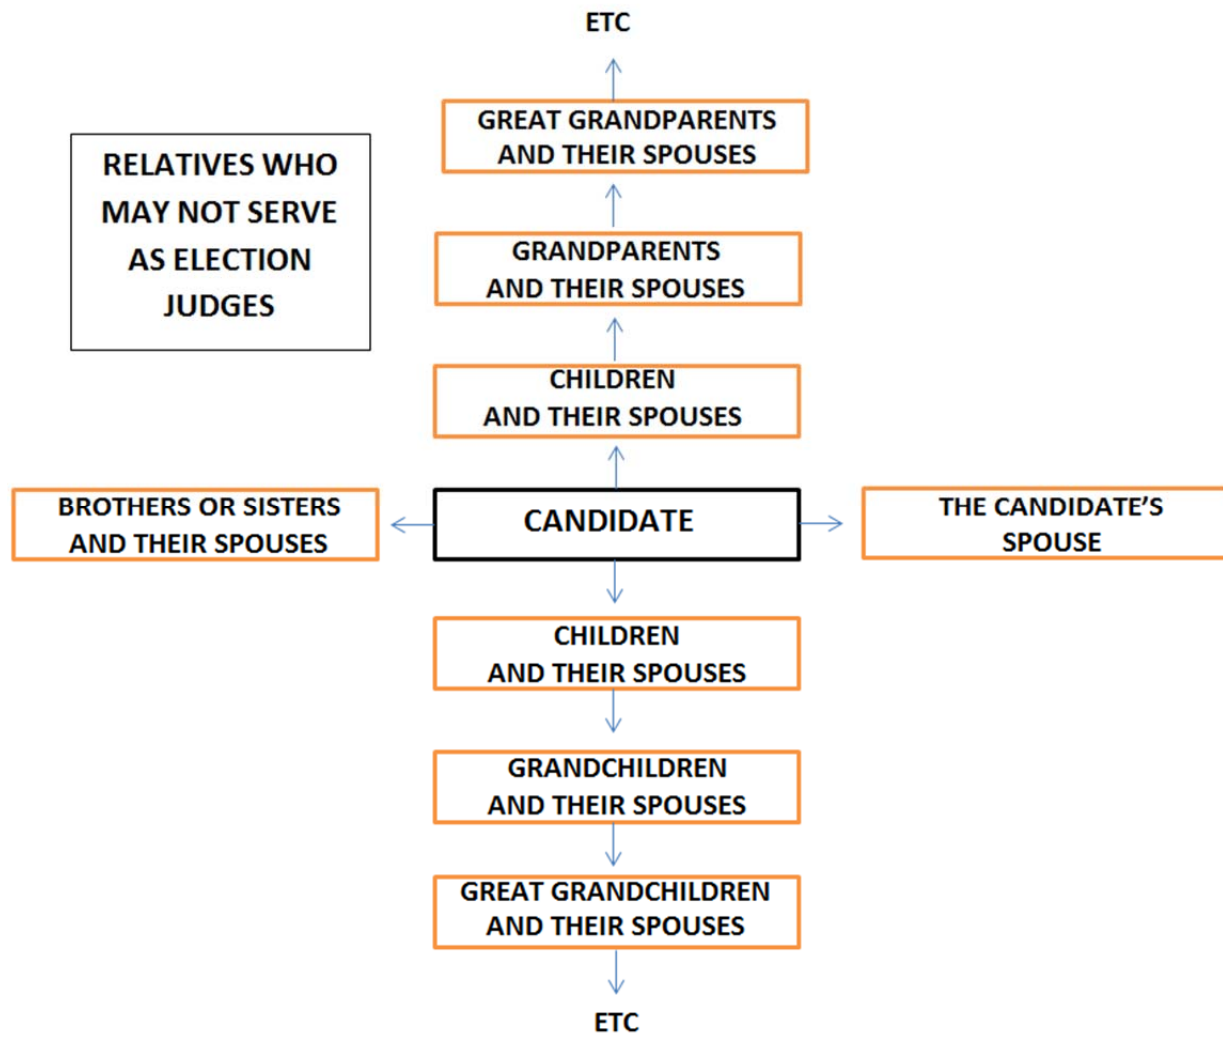 ETC
GREAT GRANDPARENTS
AND THEIR SPOUSES
RELATIVES WHO
MAY NOT SERVE
AS ELECTION
JUDGES
GRANDPARENTS
AND THEIR SPOUSES
CHILDREN
AND THEIR SPOUSES
BROTHERS OR SISTERS
AND THEIR SPOUSES
CANDIDATE
THE CANDIDATE’S
SPOUSE
CHILDREN
AND THEIR SPOUSES
GRANDCHILDREN
AND THEIR SPOUSES
GREAT GRANDCHILDREN
AND THEIR SPOUSES
ETC